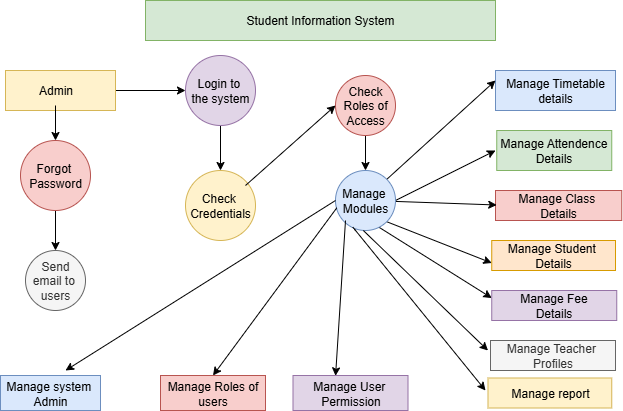 Student Information System
Admin
Login to
the system
Check
Roles of
Access
Manage Timetable
details
Manage Attendence
Details
Forgot
Password
Check
Credentials
Manage
Modules
Manage Class
Details
Manage Student
Details
Send
email to
users
Manage Fee
Details
Manage Teacher
Profiles
Manage system
Admin
Manage Roles of
users
Manage User
Permission
Manage report